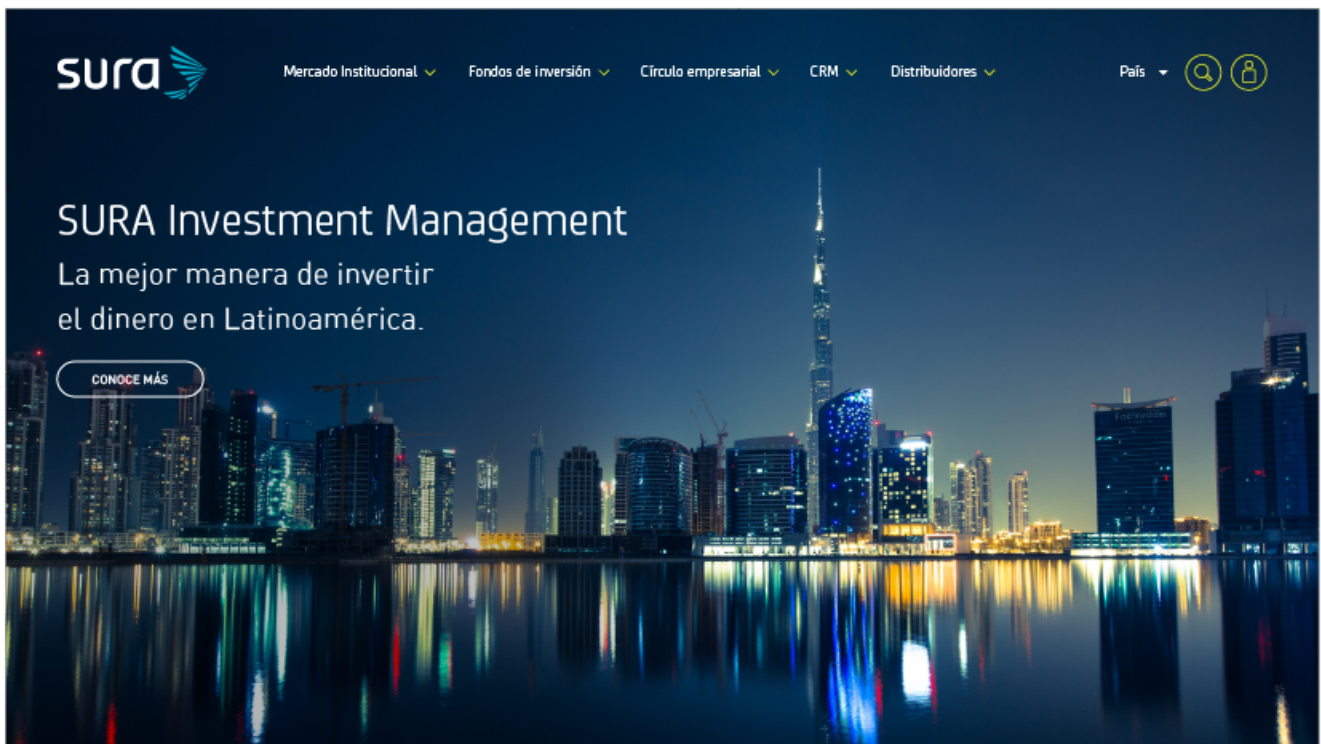 sura
Mercado Institucional
Fondos de inversión
Círculo empresarial
CRM
Distribuidores
País
SURA Investment Management
La mejor manera de invertir
el dinero en Latinoamérica.
CONOCE MÁS